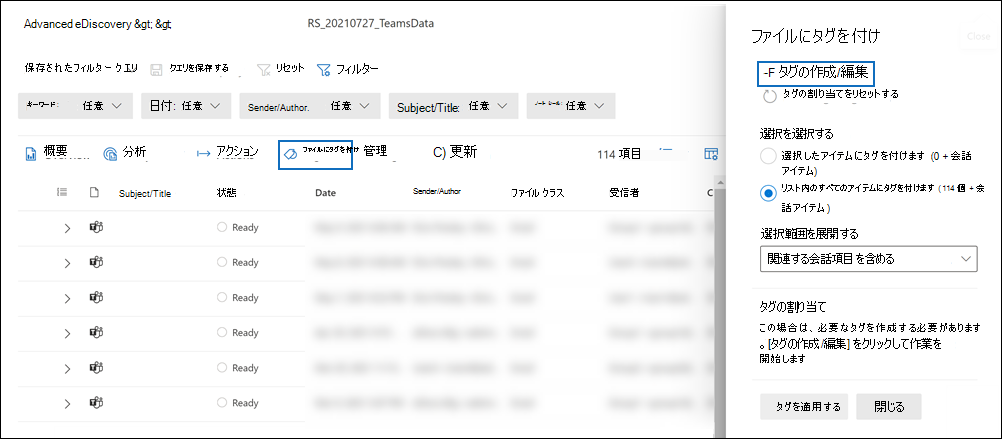 Advanced eDiscovery &gt; &gt;
RS_20210727_TeamsData
保存されたフィルター クエリ
クエリを保存する
リセット
フィルター
キーワード: 任意
日付: 任意
Sender/Author. 任意
Subject/Title: 任意
任意
概要
分析
アクション
ファイルにタグを付け
管理
C) 更新
114 項目
Subject/Title
状態
Date
Sender/Author
ファイル クラス
受信者
C
Ready
Ready
Ready
Ready
Ready
Ready
Close
ファイルにタグを付け
-F タグの作成/編集
タグの割り当てをリセットする
選択を選択する
選択したアイテムにタグを付けます (0 + 会話
アイテム)
リスト内のすべてのアイテムにタグを付けます (114 個 + 会
話アイテム)
選択範囲を展開する
関連する会話項目 を含める
タグの割り当て
この場合は、必要なタグを作成する必要があります
。[タグの作成/編集] をクリックして作業を
開始します
タグを適用する
閉じる